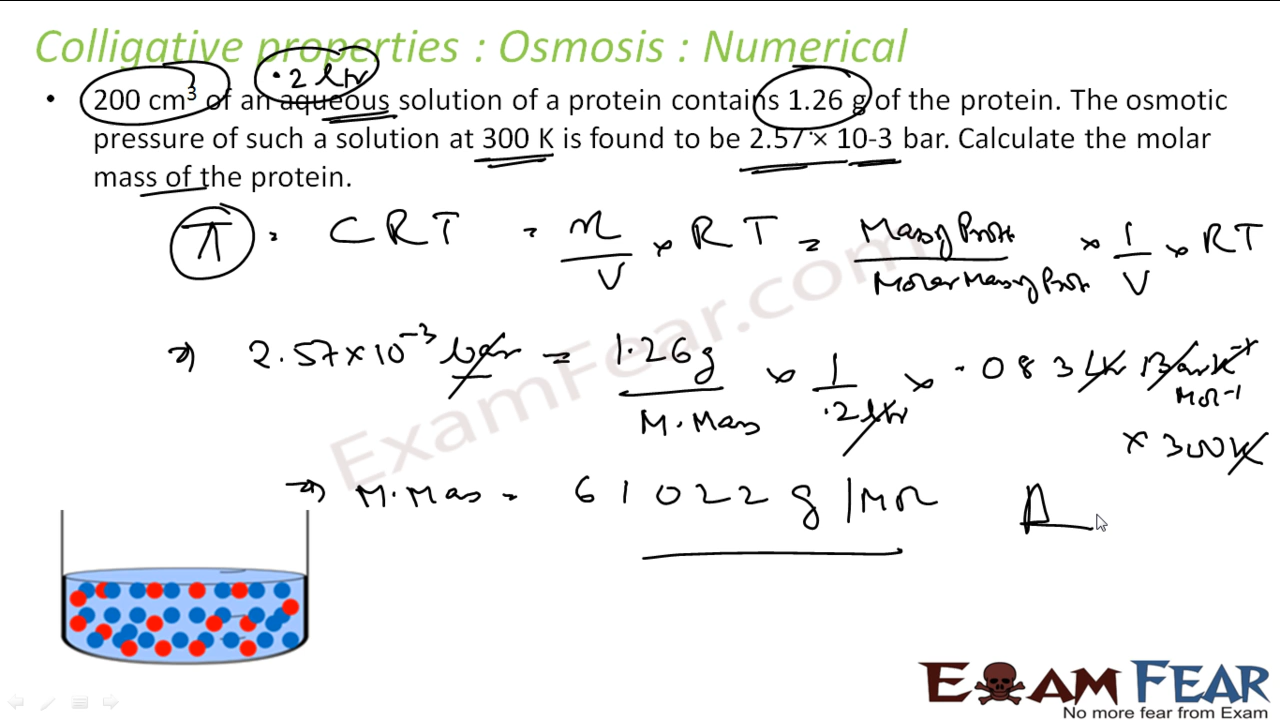 Colligative properties : Osmosis : Numerical
.2 ltr
• 200 cm³ of an aqueous solution of a protein contains 1.26 g of the protein. The osmotic
pressure of such a solution at 300 K is found to be 2.57 × 10-3 bar. Calculate the molar
mass of the protein.
π = CRT = n/V × RT = Mass of Prot / Molar Mass of Prot × 1/V × RT
⇒ 2.57 × 10⁻³ bar = 1.26g / M. Mass × 1/.2 ltr × .083 Ltr Bar K⁻¹ Mol⁻¹
× 300K
⇒ M. Mas = 61022 g/Mol
ExamFear.com
EXAM FEAR
No more fear from Exam